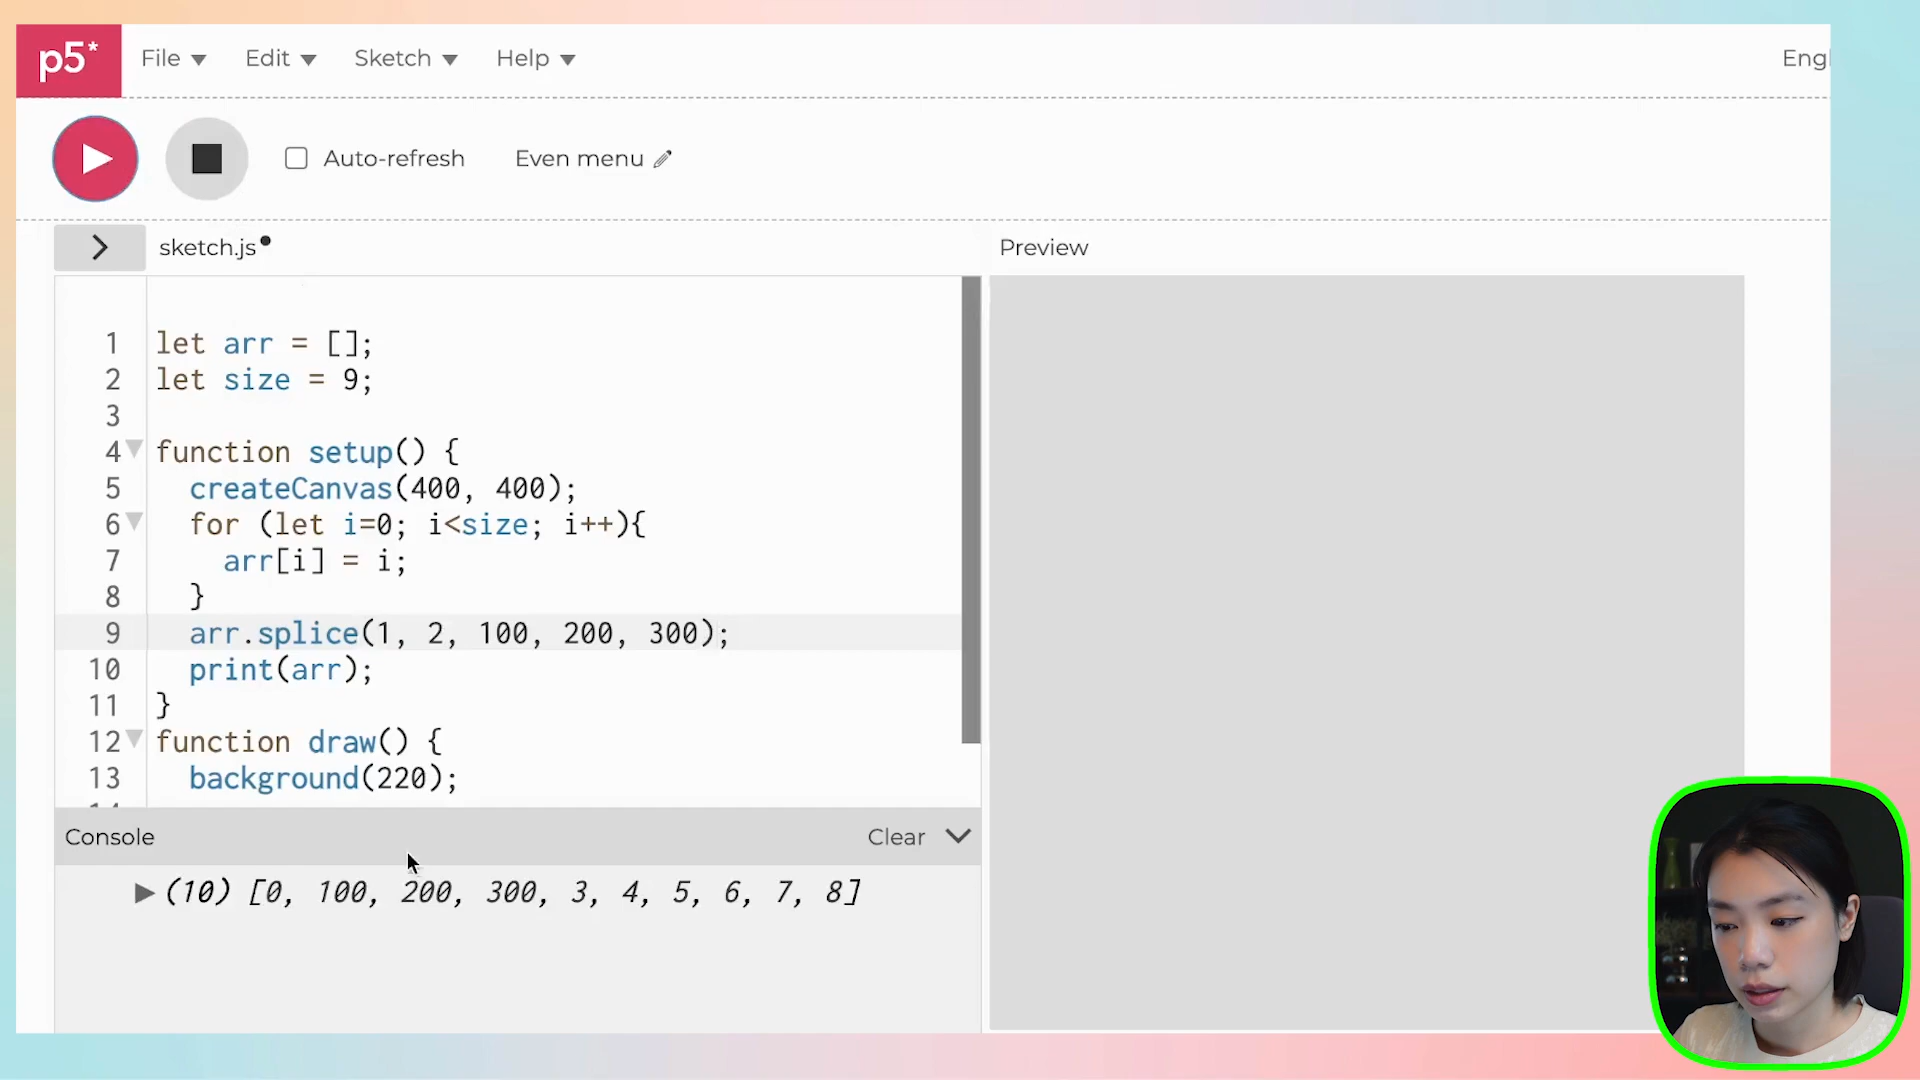 p5* File Edit Sketch Help Engl
Auto-refresh Even menu
sketch.js Preview
1 let arr = [];
2 let size = 9;
3
4 function setup() {
5 createCanvas(400, 400);
6 for (let i=0; i<size; i++){
7 arr[i] = i;
8 }
9 arr.splice(1, 2, 100, 200, 300);
10 print(arr);
11 }
12 function draw() {
13 background(220);
Console Clear
(10) [0, 100, 200, 300, 3, 4, 5, 6, 7, 8]